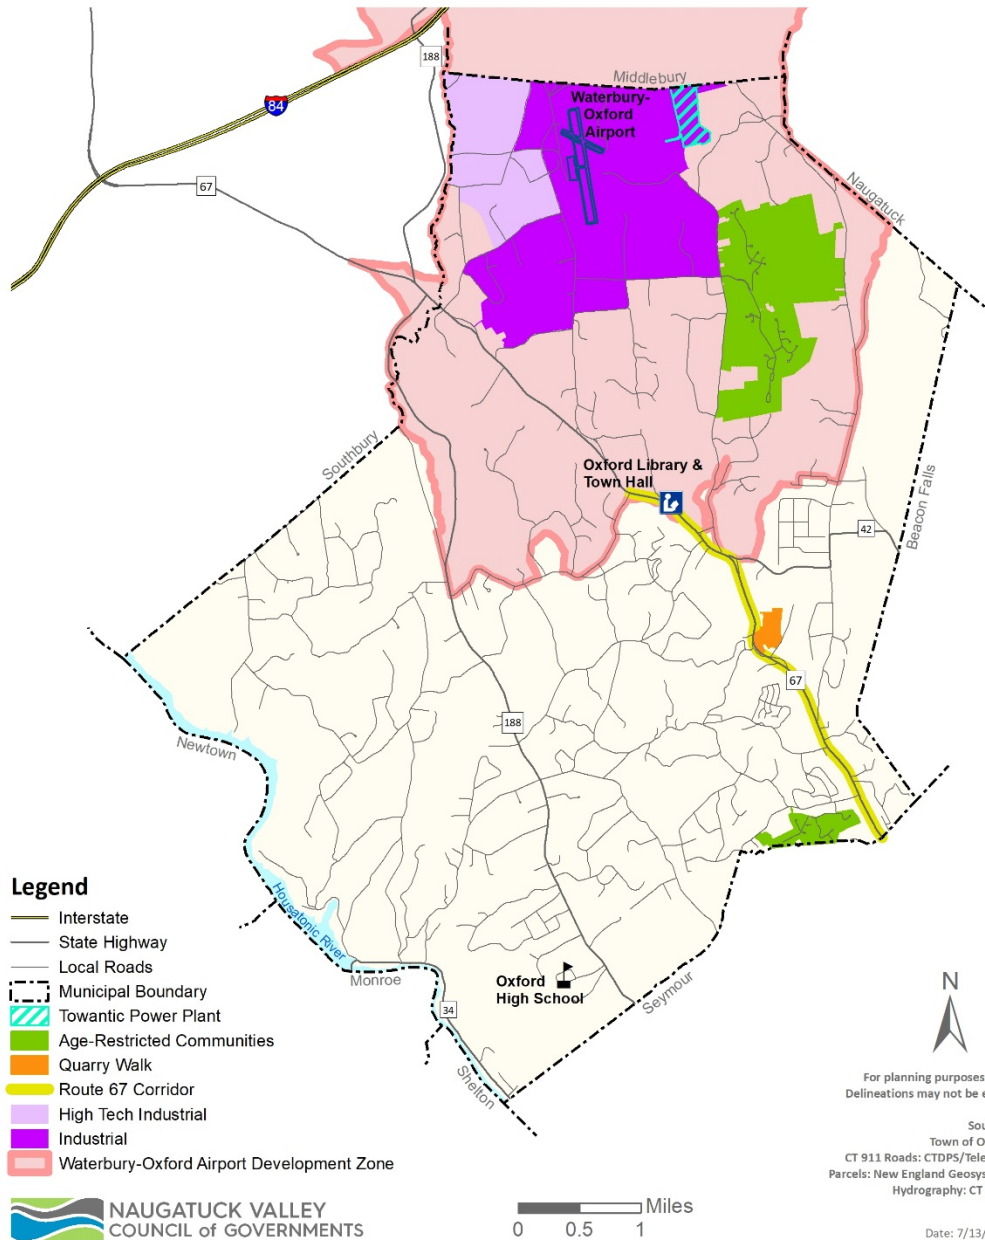 188
Middlebury
84
Waterbury-
Oxford
Airport
67
Naugatuck
Southbury
Oxford Library &
Town Hall
42
Beacon Falls
67
188
Newtown
Housatonic River
Monroe
34
Oxford
High School
Seymour
Shelton
Legend
Interstate
State Highway
Local Roads
Municipal Boundary
Towantic Power Plant
Age-Restricted Communities
Quarry Walk
Route 67 Corridor
High Tech Industrial
Industrial
Waterbury-Oxford Airport Development Zone
N
For planning purposes
Delineations may not be e
Sou
Town of O
CT 911 Roads: CTDPS/Tele
Parcels: New England Geosys
Hydrography: CT
Date: 7/13/
NAUGATUCK VALLEY
COUNCIL of GOVERNMENTS
Miles
0 0.5 1